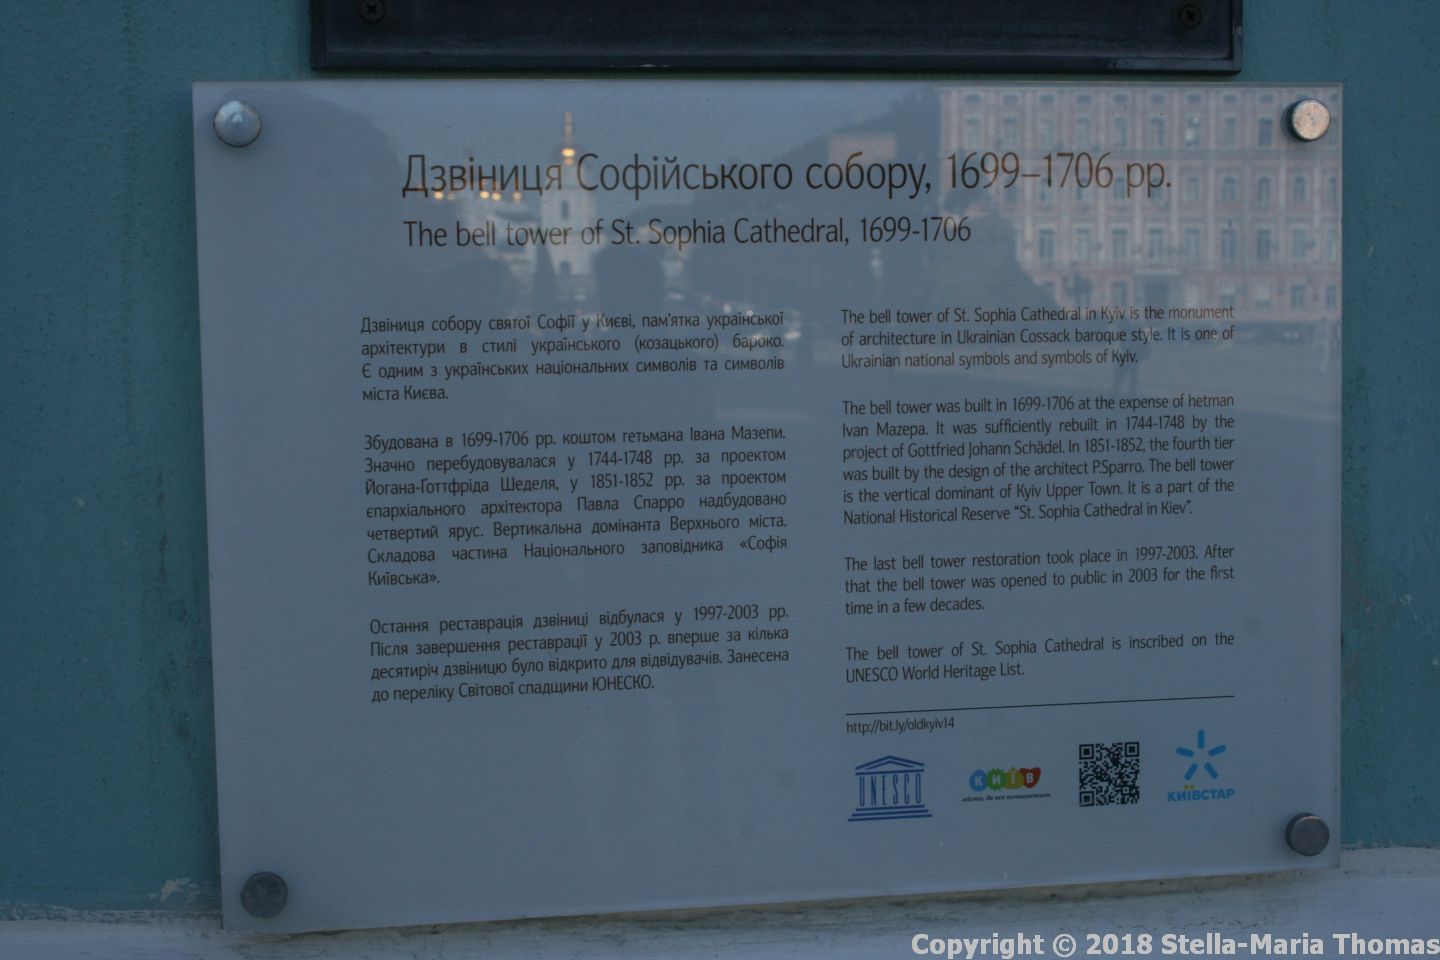 Дзвіниця Софійського собору, 1699–1706 рр.
The bell tower of St. Sophia Cathedral, 1699-1706
Дзвіниця собору святої Софії у Києві, пам'ятка української
архітектури в стилі українського (козацького) бароко.
Є одним з українських національних символів та символів
міста Києва.
Збудована в 1699-1706 рр. коштом гетьмана Івана Мазепи.
Значно перебудовувалася у 1744-1748 рр. за проектом
Йогана-Ґоттфріда Шеделя, у 1851-1852 рр. за проектом
єпархіального архітектора Павла Спарро надбудовано
четвертий ярус. Вертикальна домінанта Верхнього міста.
Складова частина Національного заповідника «Софія
Київська».
Остання реставрація дзвіниці відбулася у 1997-2003 рр.
Після завершення реставрації у 2003 р. вперше за кілька
десятиріч дзвіницю було відкрито для відвідувачів. Занесена
до переліку Світової спадщини ЮНЕСКО.
The bell tower of St. Sophia Cathedral in Kyiv is the monument
of architecture in Ukrainian Cossack baroque style. It is one of
Ukrainian national symbols and symbols of Kyiv.
The bell tower was built in 1699-1706 at the expense of hetman
Ivan Mazepa. It was sufficiently rebuilt in 1744-1748 by the
project of Gottfried Johann Schädel. In 1851-1852, the fourth tier
was built by the design of the architect P.Sparro. The bell tower
is the vertical dominant of Kyiv Upper Town. It is a part of the
National Historical Reserve “St. Sophia Cathedral in Kiev”.
The last bell tower restoration took place in 1997-2003. After
that the bell tower was opened to public in 2003 for the first
time in a few decades.
The bell tower of St. Sophia Cathedral is inscribed on the
UNESCO World Heritage List.
http://bit.ly/oldkyiv14
UNESCO
КИЇВ
місто, де все починається
КИЇВСТАР
Copyright © 2018 Stella-Maria Thomas